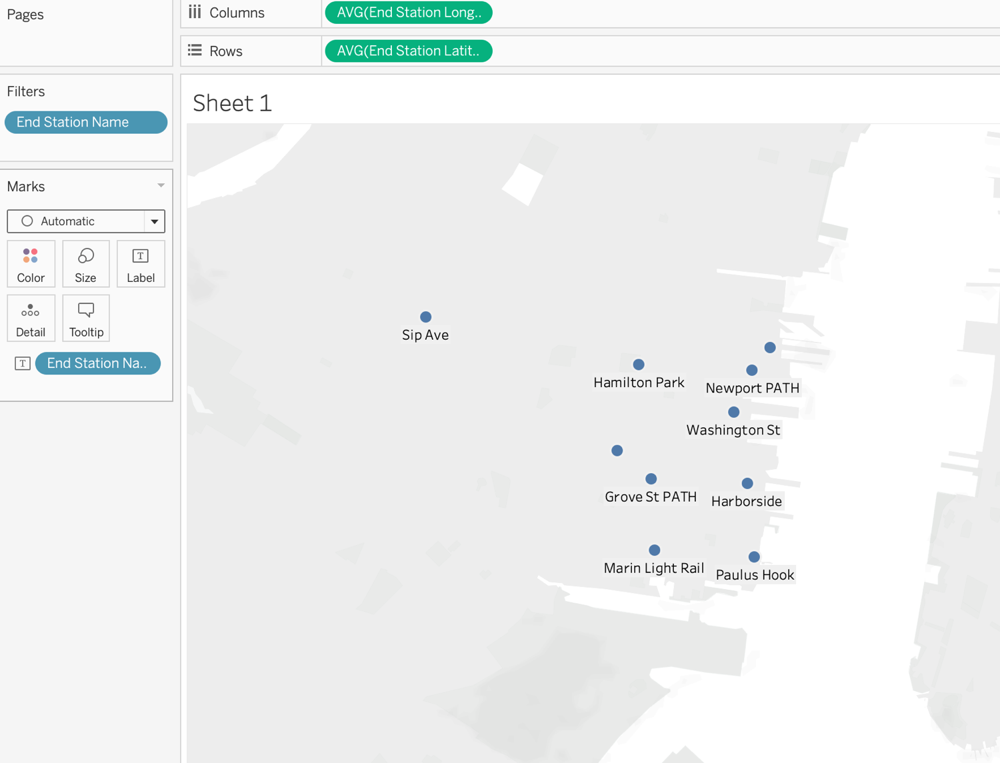 Pages
Columns
AVG(End Station Long..
Rows
AVG(End Station Latit..
Filters
End Station Name
Marks
Automatic
Color
Size
T
Label
Detail
Tooltip
T
End Station Na..
Sheet 1
Sip Ave
Hamilton Park
Newport PATH
Washington St
Grove St PATH
Harborside
Marin Light Rail
Paulus Hook